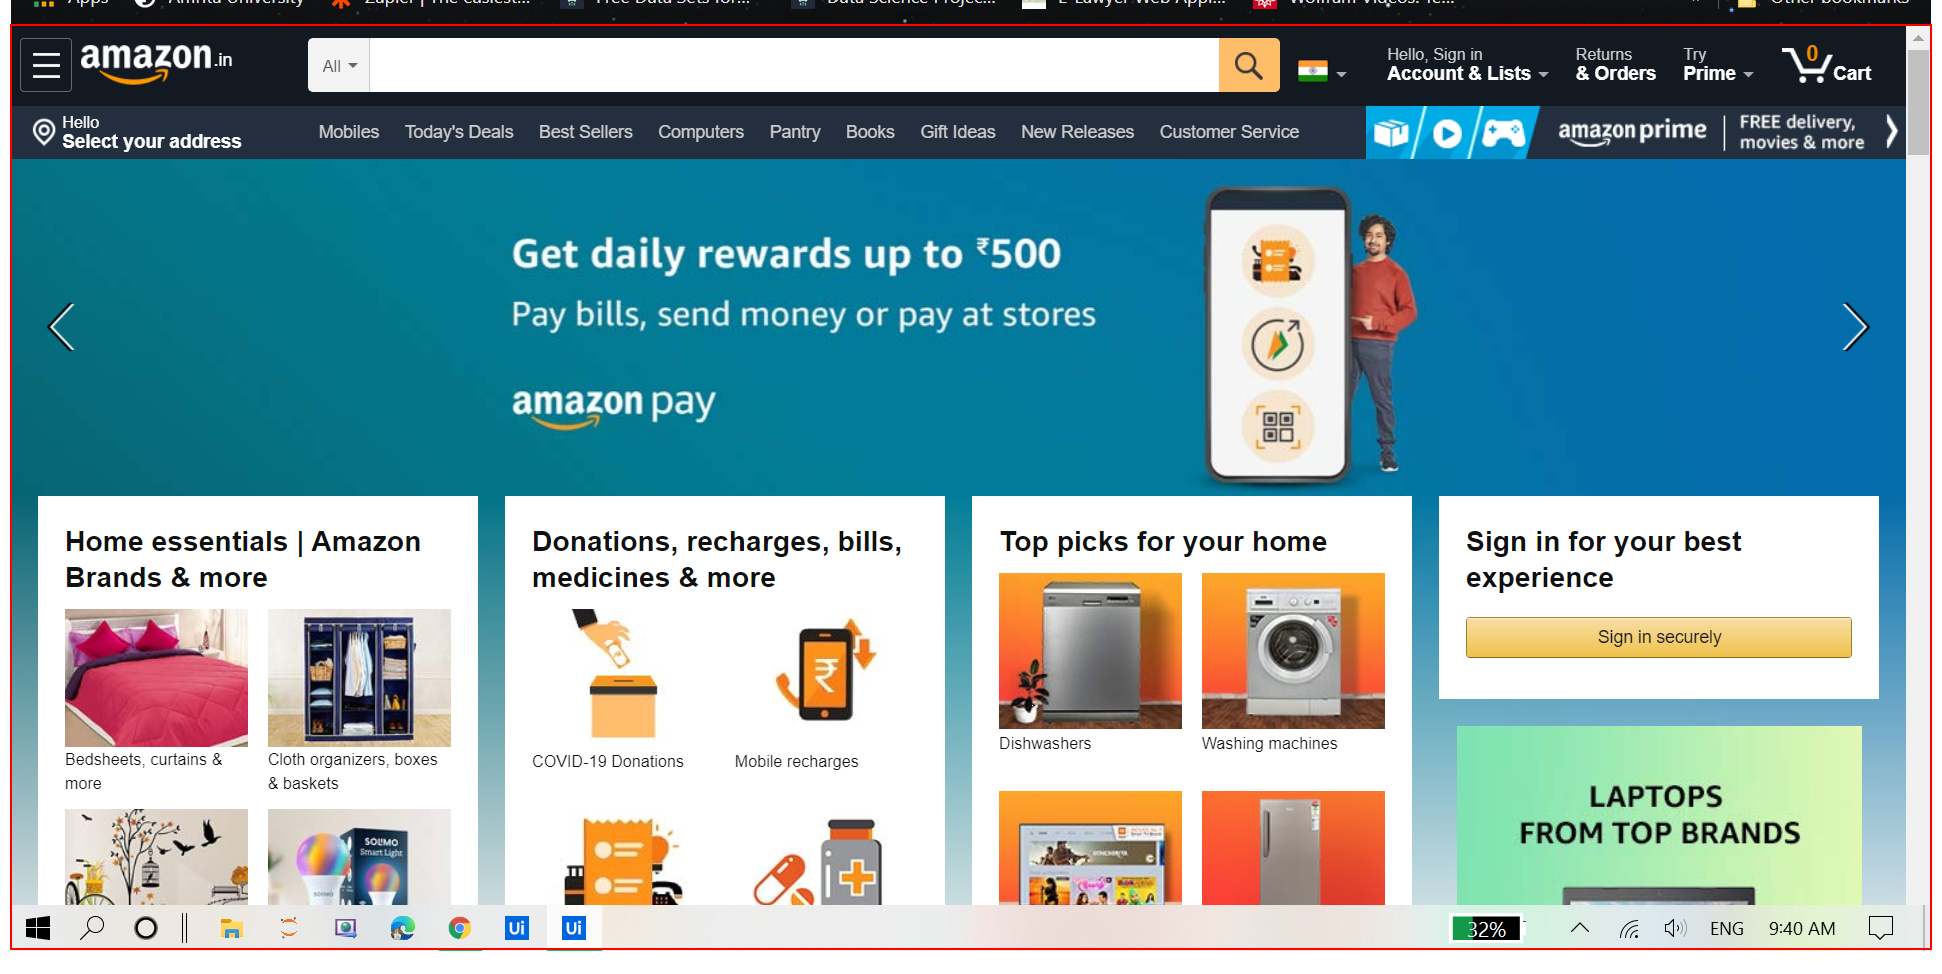 Apps Amrita University Zapier | The easiest... Free Data Sets for... Data Science Projec... E-Lawyer Web Appl... Wolfram Videos: Te... » Other bookmarks
amazon.in
All
Hello, Sign in
Account & Lists
Returns
& Orders
Try
Prime
0
Cart
Hello
Select your address
Mobiles Today's Deals Best Sellers Computers Pantry Books Gift Ideas New Releases Customer Service
amazon prime
FREE delivery,
movies & more
Get daily rewards up to ₹500
Pay bills, send money or pay at stores
amazon pay
Home essentials | Amazon
Brands & more
Bedsheets, curtains &
more
Cloth organizers, boxes
& baskets
SOLIMO
Smart Light
SOLIMO
Donations, recharges, bills,
medicines & more
₹
COVID-19 Donations
Mobile recharges
Top picks for your home
Dishwashers
Washing machines
Sign in for your best
experience
Sign in securely
LAPTOPS
FROM TOP BRANDS
Ui
Ui
32%
ENG
9:40 AM